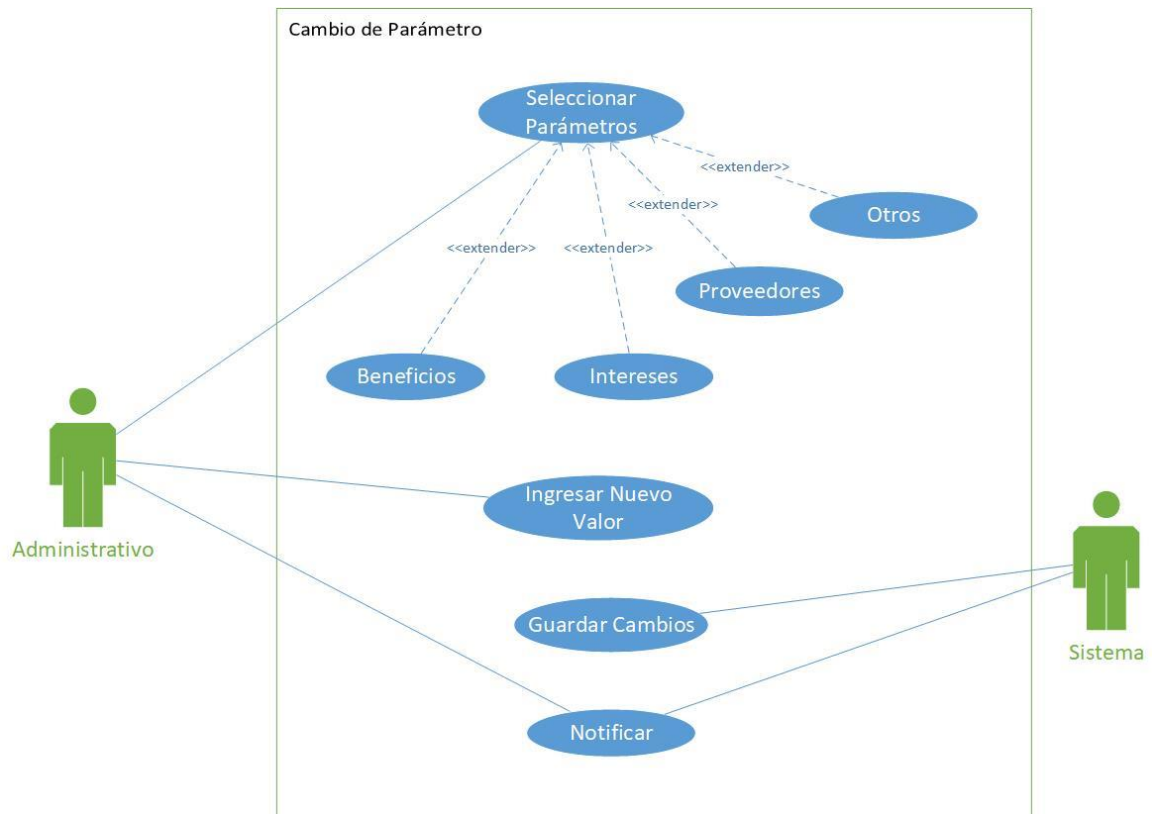 Cambio de Parámetro
Seleccionar
Parámetros
<<extender>>
Otros
<<extender>>
<<extender>>
<<extender>>
Proveedores
Beneficios
Intereses
Ingresar Nuevo
Valor
Administrativo
Guardar Cambios
Sistema
Notificar